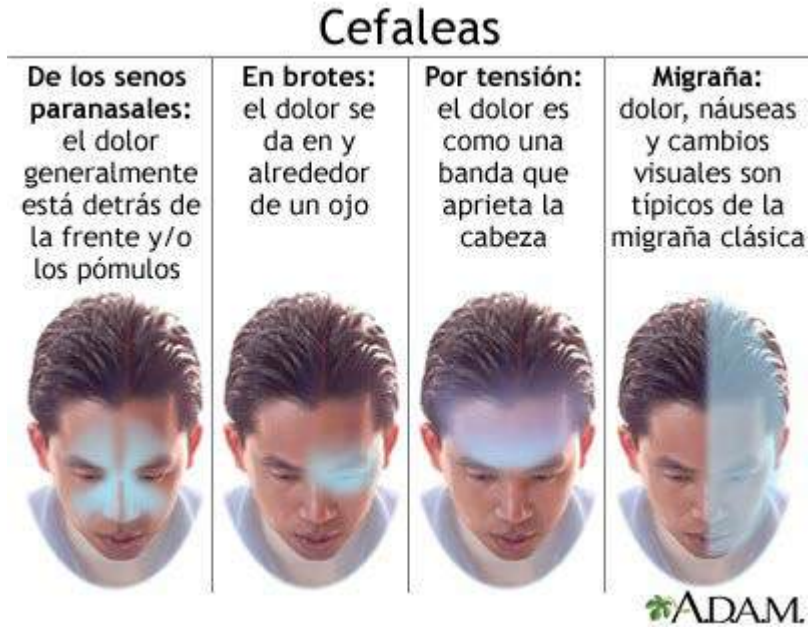 Cefaleas
De los senos
paranasales:
el dolor
generalmente
está detrás de
la frente y/o
los pómulos
En brotes:
el dolor se
da en y
alrededor
de un ojo
Por tensión:
el dolor es
como una
banda que
aprieta la
cabeza
Migraña:
dolor, náuseas
y cambios
visuales son
típicos de la
migraña clásica
A.D.A.M.